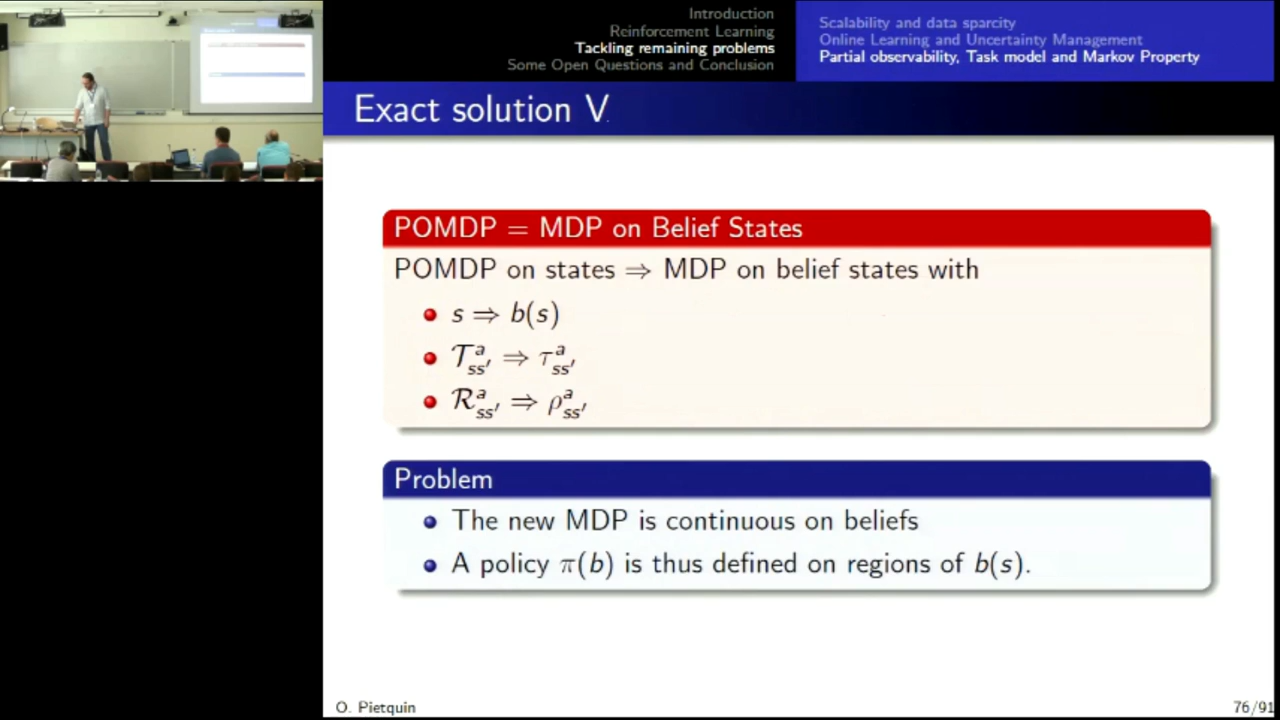 Introduction
Reinforcement Learning
Tackling remaining problems
Some Open Questions and Conclusion
Scalability and data sparcity
Online Learning and Uncertainty Management
Partial observability, Task model and Markov Property
Exact solution V
POMDP = MDP on Belief States
POMDP on states ⇒ MDP on belief states with
s ⇒ b(s)
𝒯ᵃₛₛ′ ⇒ τᵃₛₛ′
ℛᵃₛₛ′ ⇒ ρᵃₛₛ′
Problem
The new MDP is continuous on beliefs
A policy π(b) is thus defined on regions of b(s).
O. Pietquin
76/91